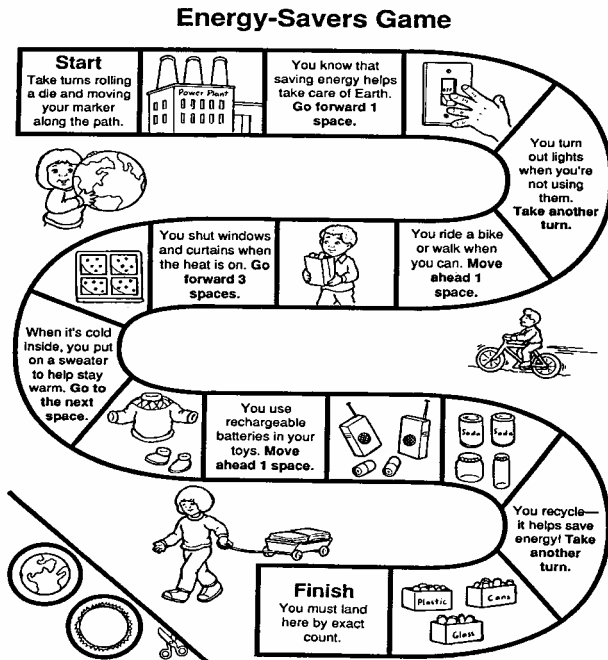 Energy-Savers Game
Start
Take turns rolling
a die and moving
your marker
along the path.
Power Plant
You know that
saving energy helps
take care of Earth.
Go forward 1
space.
OFF
You turn
out lights
when you're
not using
them.
Take another
turn.
You ride a bike
or walk when
you can. Move
ahead 1
space.
You shut windows
and curtains when
the heat is on. Go
forward 3
spaces.
When it's cold
inside, you put
on a sweater
to help stay
warm. Go to
the next
space.
You use
rechargeable
batteries in your
toys. Move
ahead 1 space.
Soda Soda
You recycle—
it helps save
energy! Take
another
turn.
Plastic
Cans
Glass
Finish
You must land
here by exact
count.